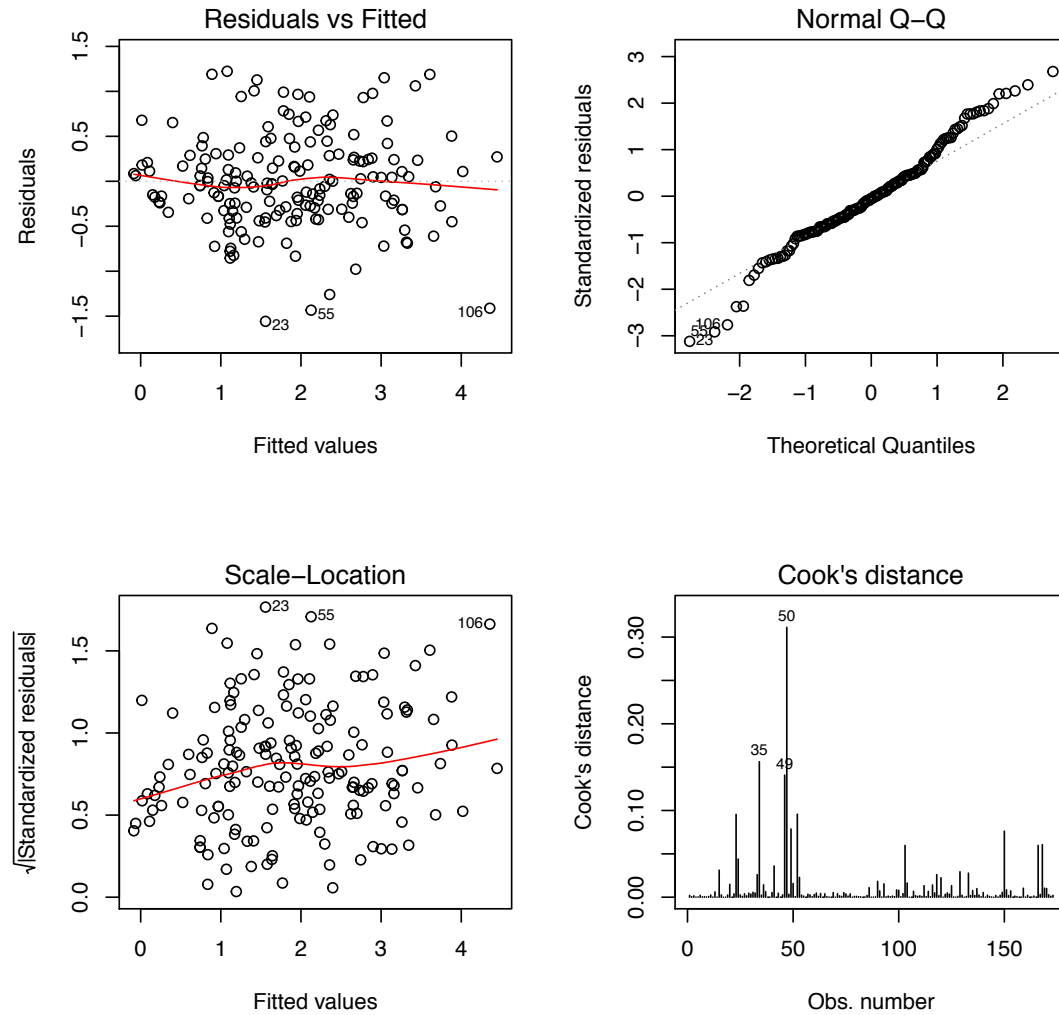 Residuals vs Fitted
Residuals
1.5
0.5
−0.5
−1.5
23
55
106
0 1 2 3 4
Fitted values
Normal Q−Q
Standardized residuals
3
2
1
0
−1
−2
−3
106
55
23
−2 −1 0 1 2
Theoretical Quantiles
Scale−Location
√|Standardized residuals|
1.5
1.0
0.5
0.0
23
55
106
0 1 2 3 4
Fitted values
Cook's distance
Cook's distance
0.30
0.20
0.10
0.00
50
35
49
0 50 100 150
Obs. number